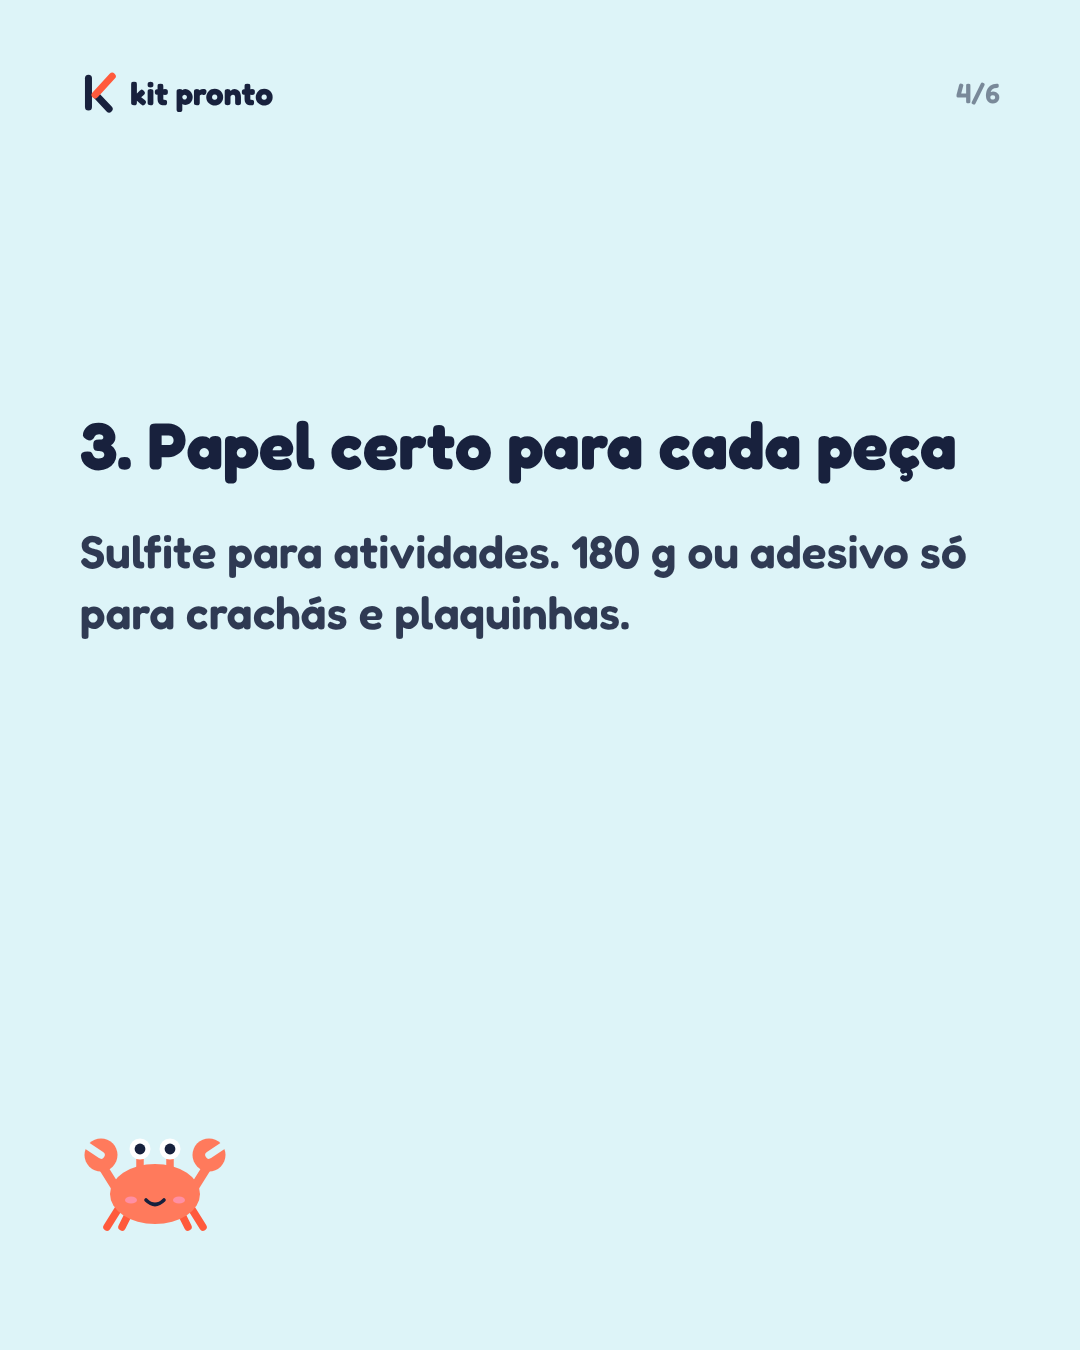 kit pronto
4/6
3. Papel certo para cada peça
Sulfite para atividades. 180 g ou adesivo só
para crachás e plaquinhas.